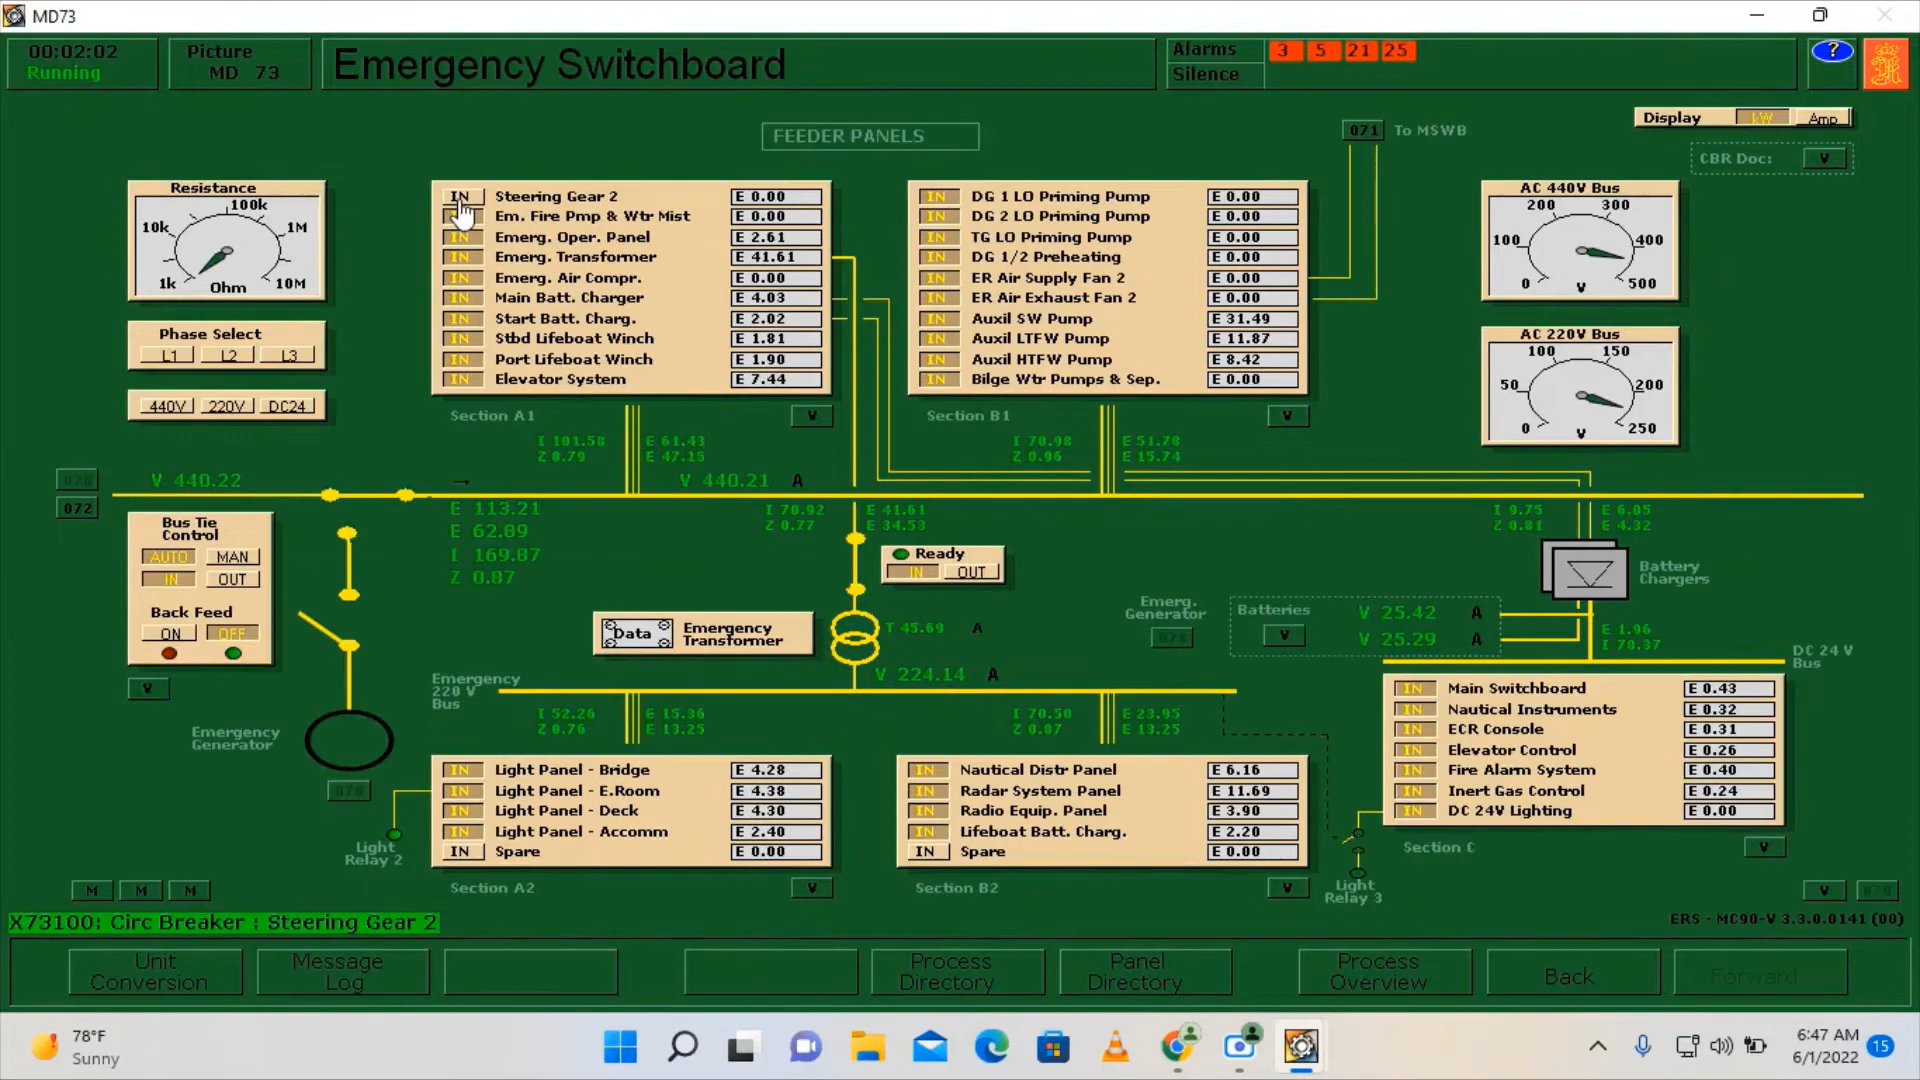 MD73
00:02:02
Running
Picture
MD 73
Emergency Switchboard
Alarms
Silence
3 5 21 25
?
Display kW Amp
CBR Doc: V
FEEDER PANELS
071 To MSWB
Resistance
100k
10k 1M
1k Ohm 10M
Phase Select
L1 L2 L3
440V 220V DC24
IN Steering Gear 2 E 0.00
Em. Fire Pmp & Wtr Mist E 0.00
IN Emerg. Oper. Panel E 2.61
IN Emerg. Transformer E 41.61
IN Emerg. Air Compr. E 0.00
IN Main Batt. Charger E 4.03
IN Start Batt. Charg. E 2.02
IN Stbd Lifeboat Winch E 1.81
IN Port Lifeboat Winch E 1.90
IN Elevator System E 7.44
Section A1 V
IN DG 1 LO Priming Pump E 0.00
IN DG 2 LO Priming Pump E 0.00
IN TG LO Priming Pump E 0.00
IN DG 1/2 Preheating E 0.00
IN ER Air Supply Fan 2 E 0.00
IN ER Air Exhaust Fan 2 E 0.00
IN Auxil SW Pump E 31.49
IN Auxil LTFW Pump E 11.87
IN Auxil HTFW Pump E 8.42
IN Bilge Wtr Pumps & Sep. E 0.00
Section B1 V
AC 440V Bus
200 300
100 400
0 V 500
AC 220V Bus
100 150
50 200
0 V 250
I 101.58 E 61.43
Z 0.79 E 47.15
I 70.98 E 51.78
Z 0.96 E 15.74
070
072
V 440.22
→
V 440.21 A
E 113.21
E 62.89
I 169.87
Z 0.87
I 70.92 E 41.61
Z 0.77 E 34.53
I 9.75 E 6.05
Z 0.81 E 4.32
Bus Tie
Control
AUTO MAN
IN OUT
Back Feed
ON OFF
V
Ready
IN OUT
Data Emergency
Transformer
T 45.69 A
V 224.14 A
Emerg.
Generator
070
Batteries
V
V 25.42 A
V 25.29 A
Battery
Chargers
E 1.96
I 78.37
DC 24 V
Bus
Emergency
220 V
Bus
Emergency
Generator
070
I 52.26 E 15.36
Z 0.76 E 13.25
I 70.50 E 23.95
Z 0.87 E 13.25
IN Light Panel - Bridge E 4.28
IN Light Panel - E.Room E 4.38
IN Light Panel - Deck E 4.30
IN Light Panel - Accomm E 2.40
IN Spare E 0.00
Section A2 V
Light
Relay 2
IN Nautical Distr Panel E 6.16
IN Radar System Panel E 11.69
IN Radio Equip. Panel E 3.90
IN Lifeboat Batt. Charg. E 2.20
IN Spare E 0.00
Section B2 V
Light
Relay 3
IN Main Switchboard E 0.43
IN Nautical Instruments E 0.32
IN ECR Console E 0.31
IN Elevator Control E 0.26
IN Fire Alarm System E 0.40
IN Inert Gas Control E 0.24
IN DC 24V Lighting E 0.00
Section C V
M M M
V 070
X73100: Circ Breaker : Steering Gear 2
ERS - MC90-V 3.3.0.0141 (00)
Unit
Conversion
Message
Log
Process
Directory
Panel
Directory
Process
Overview
Back
Forward
78°F
Sunny
6:47 AM
6/1/2022
15